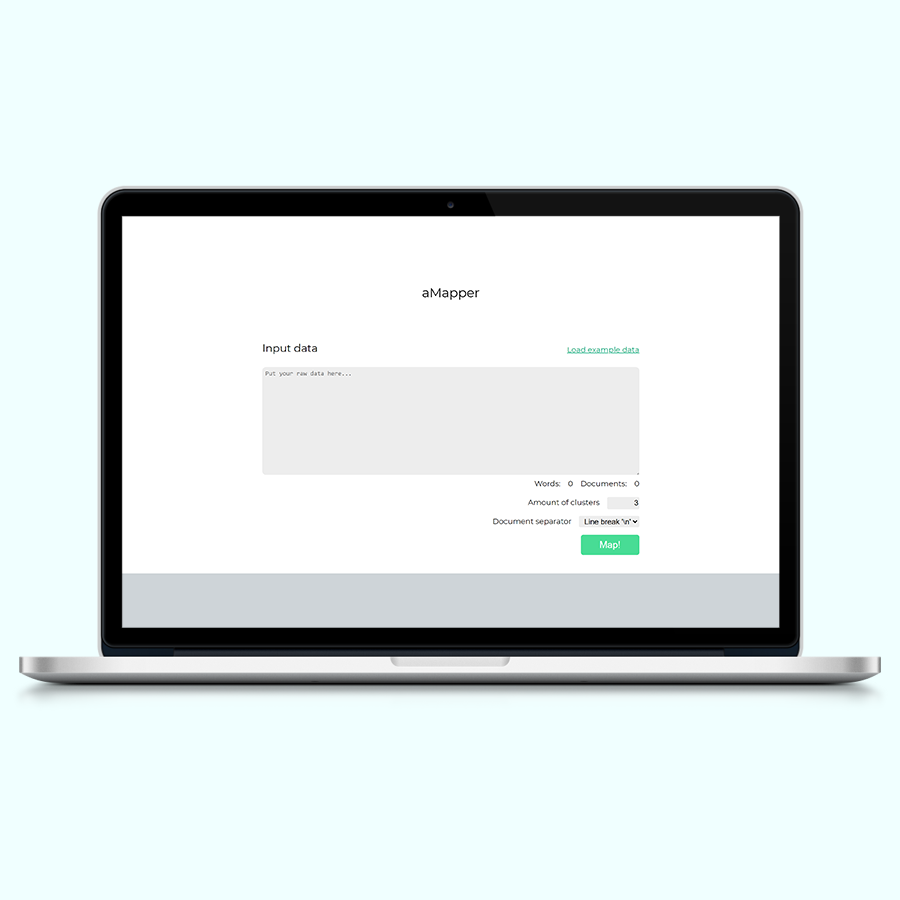 aMapper
Input data Load example data
Put your raw data here...
Words: 0 Documents: 0
Amount of clusters 3
Document separator Line break '\n'
Map!